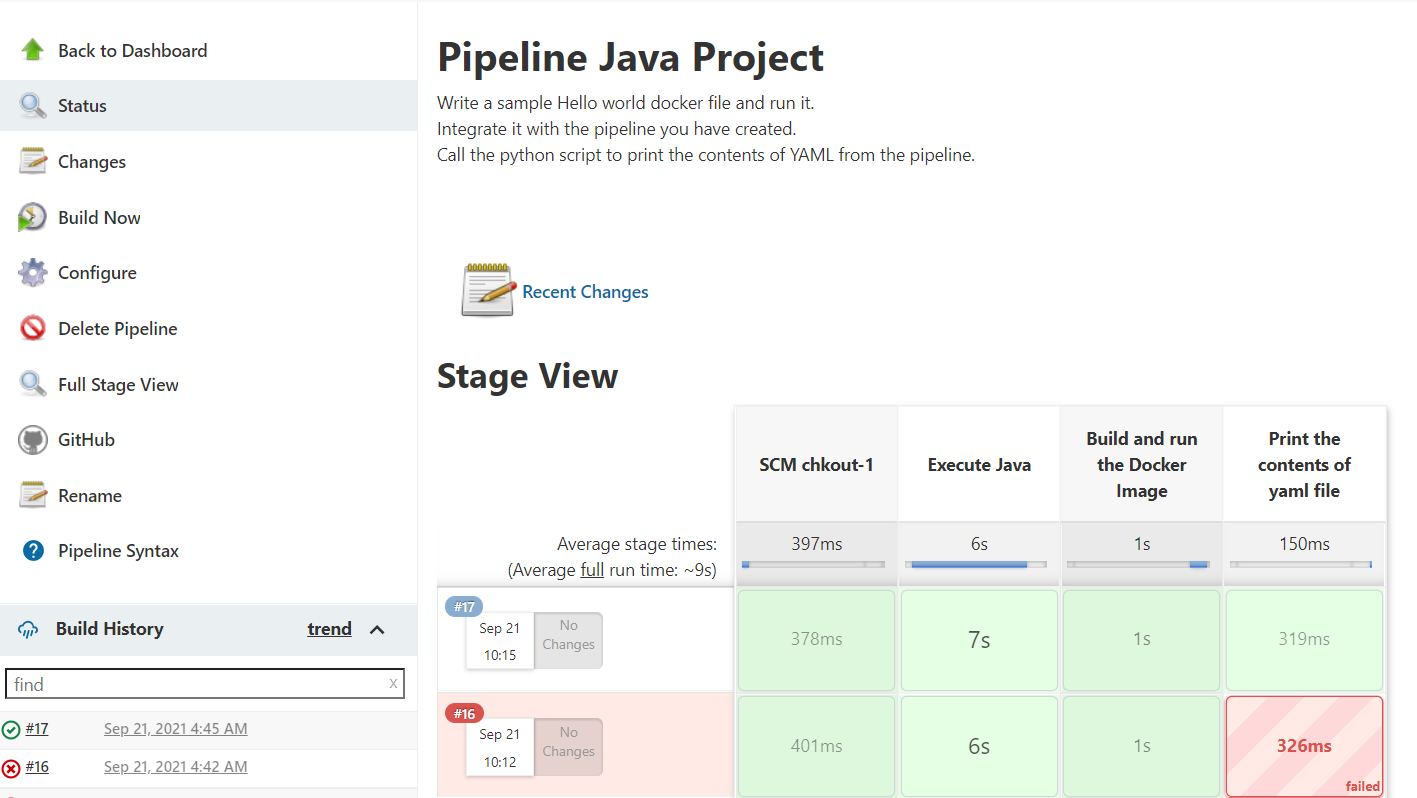 Back to Dashboard
Status
Changes
Build Now
Configure
Delete Pipeline
Full Stage View
GitHub
Rename
Pipeline Syntax
Build History trend
find x
#17 Sep 21, 2021 4:45 AM
#16 Sep 21, 2021 4:42 AM
Pipeline Java Project
Write a sample Hello world docker file and run it.
Integrate it with the pipeline you have created.
Call the python script to print the contents of YAML from the pipeline.
Recent Changes
Stage View
SCM chkout-1
Execute Java
Build and run
the Docker
Image
Print the
contents of
yaml file
Average stage times:
(Average full run time: ~9s)
397ms
6s
1s
150ms
#17
Sep 21
10:15
No
Changes
378ms
7s
1s
319ms
#16
Sep 21
10:12
No
Changes
401ms
6s
1s
326ms
failed